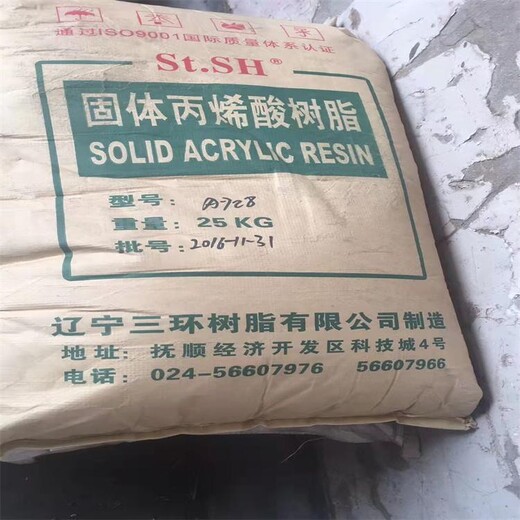 通过ISO9001国际质量体系认证
St.SH®
固体丙烯酸树脂
SOLID ACRYLIC RESIN
型号: A728
重量: 25 KG
批号: 2016-11-31
辽宁三环树脂有限公司制造
地址: 抚顺经济开发区科技城4号
电话: 024-56607976 56607966